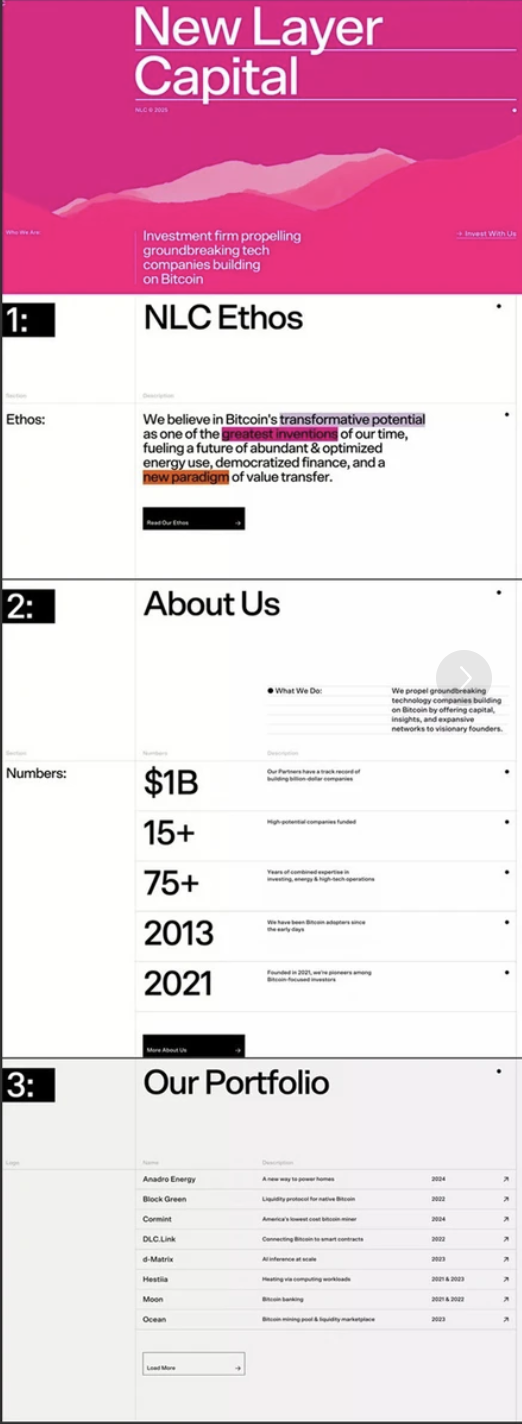 New Layer
Capital
NLC © 2025
Who We Are:
Investment firm propelling
groundbreaking tech
companies building
on Bitcoin
→ Invest With Us
1:
NLC Ethos
Section
Description
Ethos:
We believe in Bitcoin's transformative potential
as one of the greatest inventions of our time,
fueling a future of abundant & optimized
energy use, democratized finance, and a
new paradigm of value transfer.
Read Our Ethos →
2:
About Us
What We Do:
We propel groundbreaking
technology companies building
on Bitcoin by offering capital,
insights, and expansive
networks to visionary founders.
Section
Numbers
Description
Numbers:
$1B
Our Partners have a track record of
building billion-dollar companies
15+
High-potential companies funded
75+
Years of combined expertise in
investing, energy & high-tech operations
2013
We have been Bitcoin adopters since
the early days
2021
Founded in 2021, we're pioneers among
Bitcoin-focused investors
More About Us →
3:
Our Portfolio
Logo
Name
Description
Anadro Energy A new way to power homes 2024 ↗
Block Green Liquidity protocol for native Bitcoin 2022 ↗
Cormint America's lowest cost bitcoin miner 2024 ↗
DLC.Link Connecting Bitcoin to smart contracts 2022 ↗
d-Matrix AI inference at scale 2023 ↗
Hestiia Heating via computing workloads 2021 & 2023 ↗
Moon Bitcoin banking 2021 & 2022 ↗
Ocean Bitcoin mining pool & liquidity marketplace 2023 ↗
Load More →